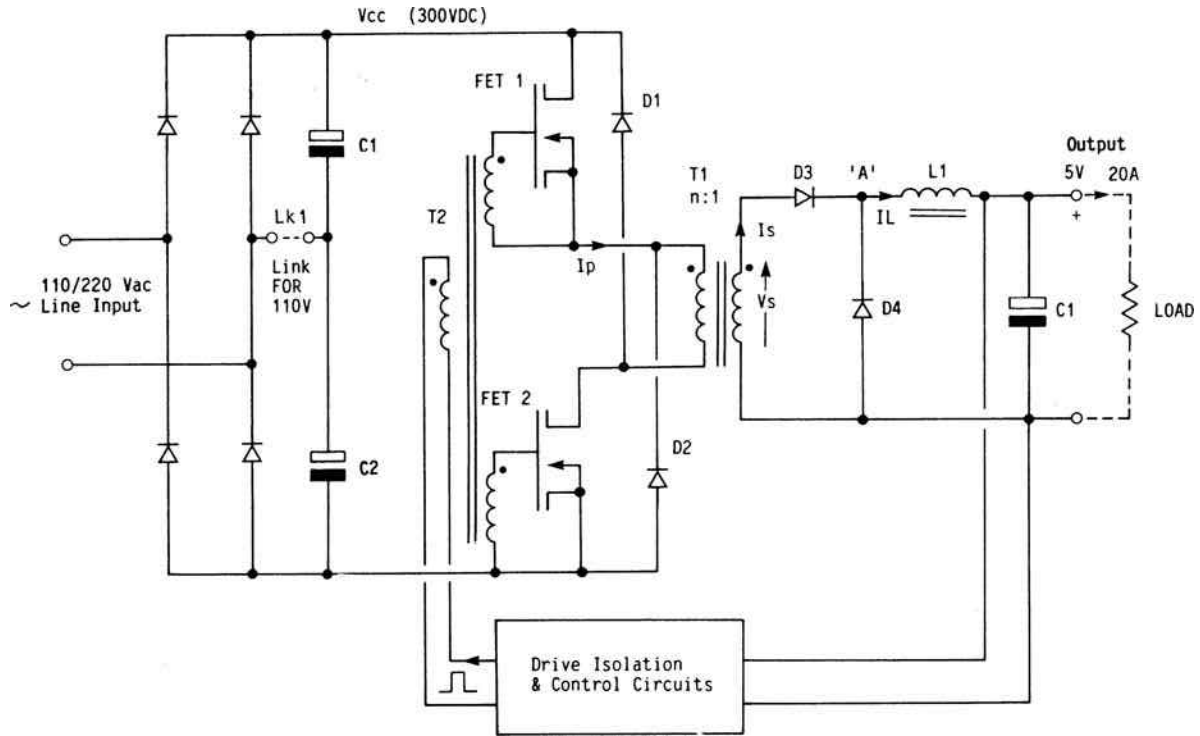 Vcc (300VDC)
FET 1
D1
C1
Output
T1
n:1
D3
'A'
L1
5V
20A
+
Lk1
T2
Is
IL
Ip
Link
FOR
110V
110/220 Vac
~ Line Input
Vs
D4
C1
LOAD
FET 2
C2
D2
Drive Isolation
& Control Circuits